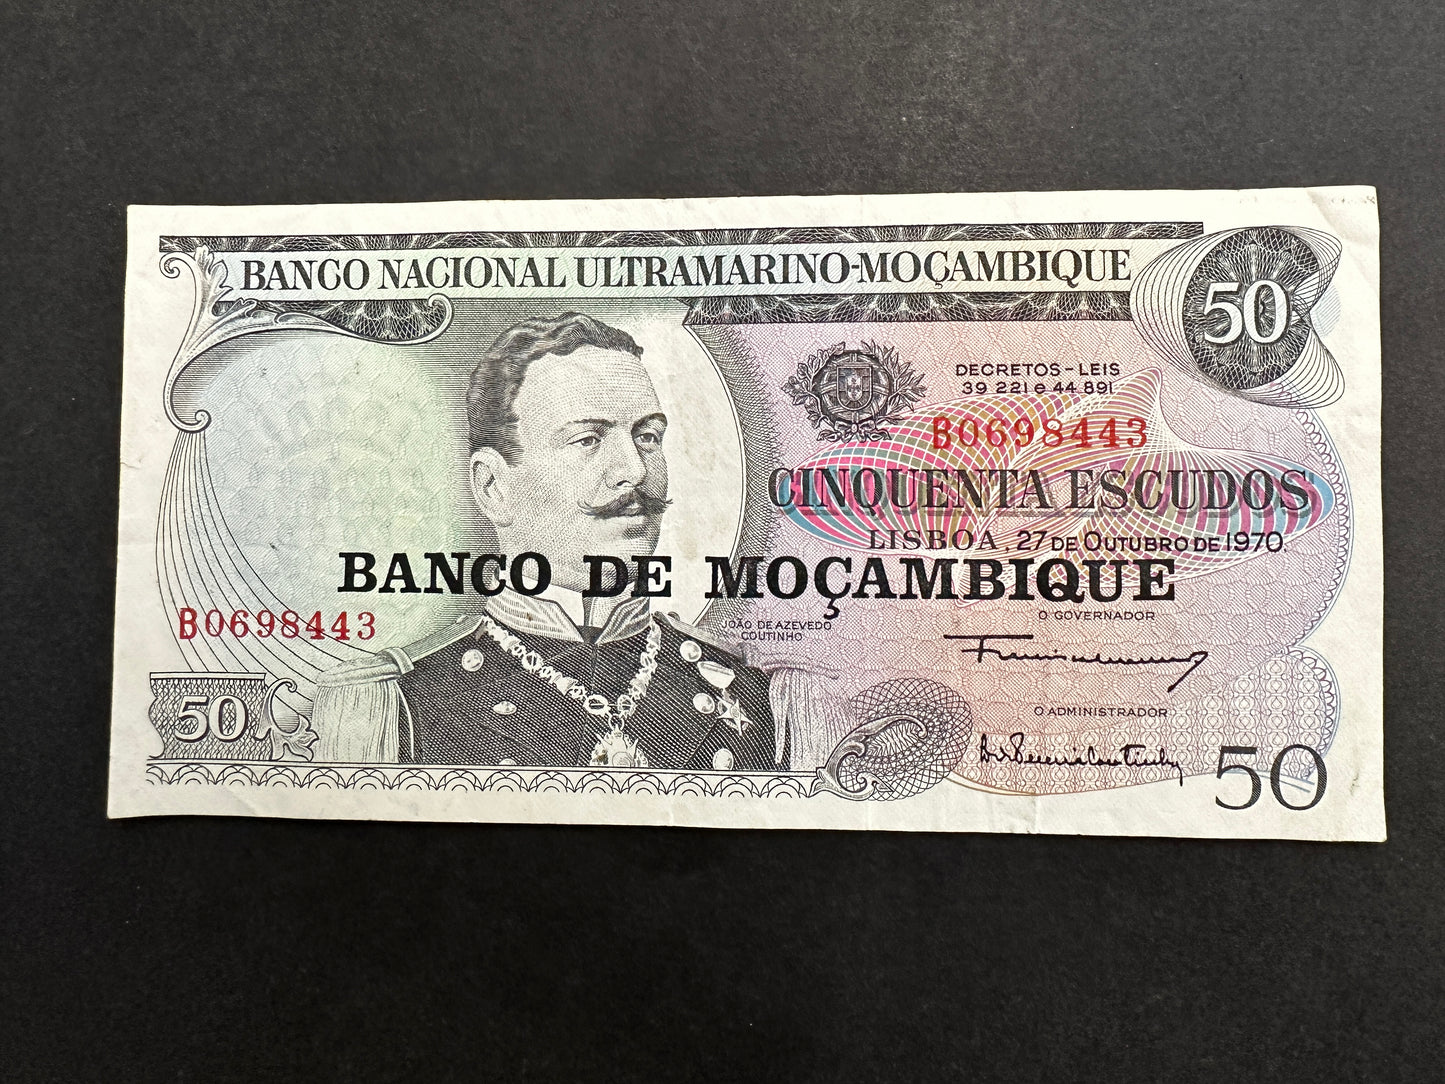 BANCO NACIONAL ULTRAMARINO-MOÇAMBIQUE
50
DECRETOS-LEIS
39 221 e 44 891
B0698443
CINQUENTA ESCUDOS
LISBOA, 27 DE OUTUBRO DE 1970.
BANCO DE MOÇAMBIQUE
B0698443
JOÃO DE AZEVEDO
COUTINHO
O GOVERNADOR
50
O ADMINISTRADOR
50